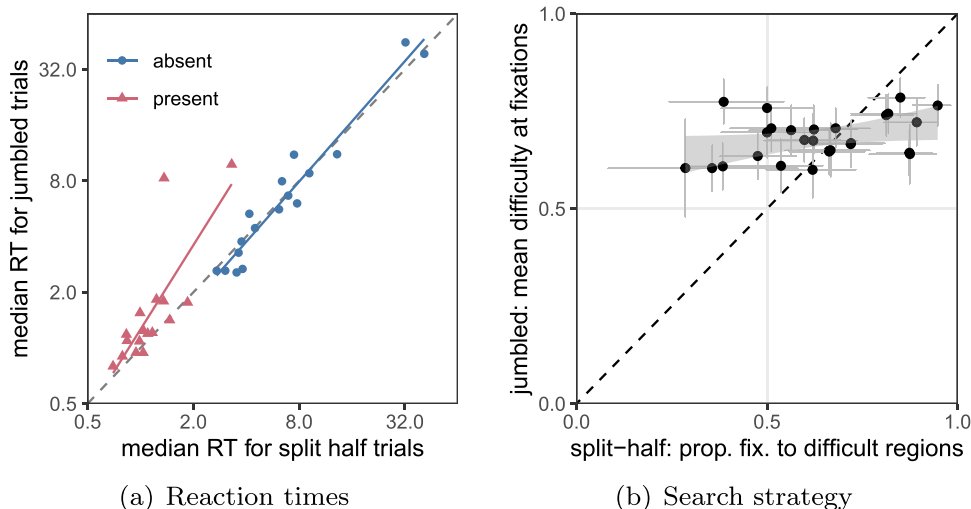 median RT for jumbled trials
32.0
8.0
2.0
0.5
absent
present
0.5
2.0
8.0
32.0
median RT for split half trials
(a) Reaction times
jumbled: mean difficulty at fixations
1.0
0.5
0.0
0.0
0.5
1.0
split−half: prop. fix. to difficult regions
(b) Search strategy